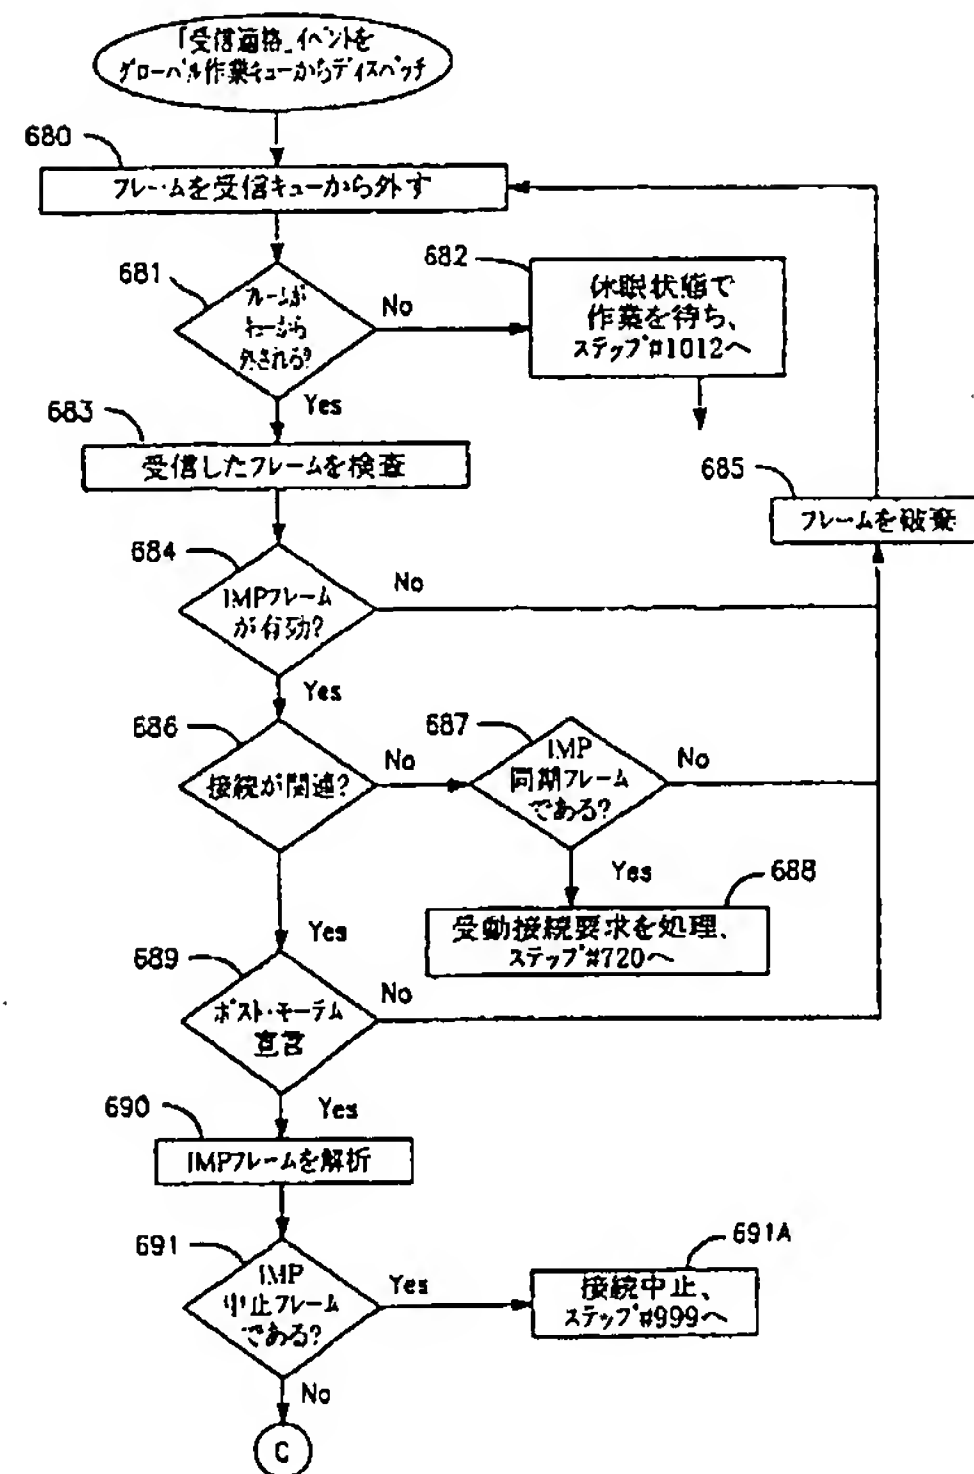 「受信適格」イベントを
グローバル作業キューからディスパッチ
680
フレームを受信キューから外す
681
フレームが
キューから
外される?
No
Yes
682
休眠状態で
作業を待ち、
ステップ#1012へ
683
受信したフレームを検査
685
フレームを破棄
684
IMPフレーム
が有効?
No
Yes
686
接続が関連?
No
Yes
687
IMP
同期フレーム
である?
No
Yes
688
受動接続要求を処理、
ステップ#720へ
689
ポスト・モーテム
宣言
No
Yes
690
IMPフレームを解析
691
IMP
中止フレーム
である?
Yes
No
691A
接続中止、
ステップ#999へ
C